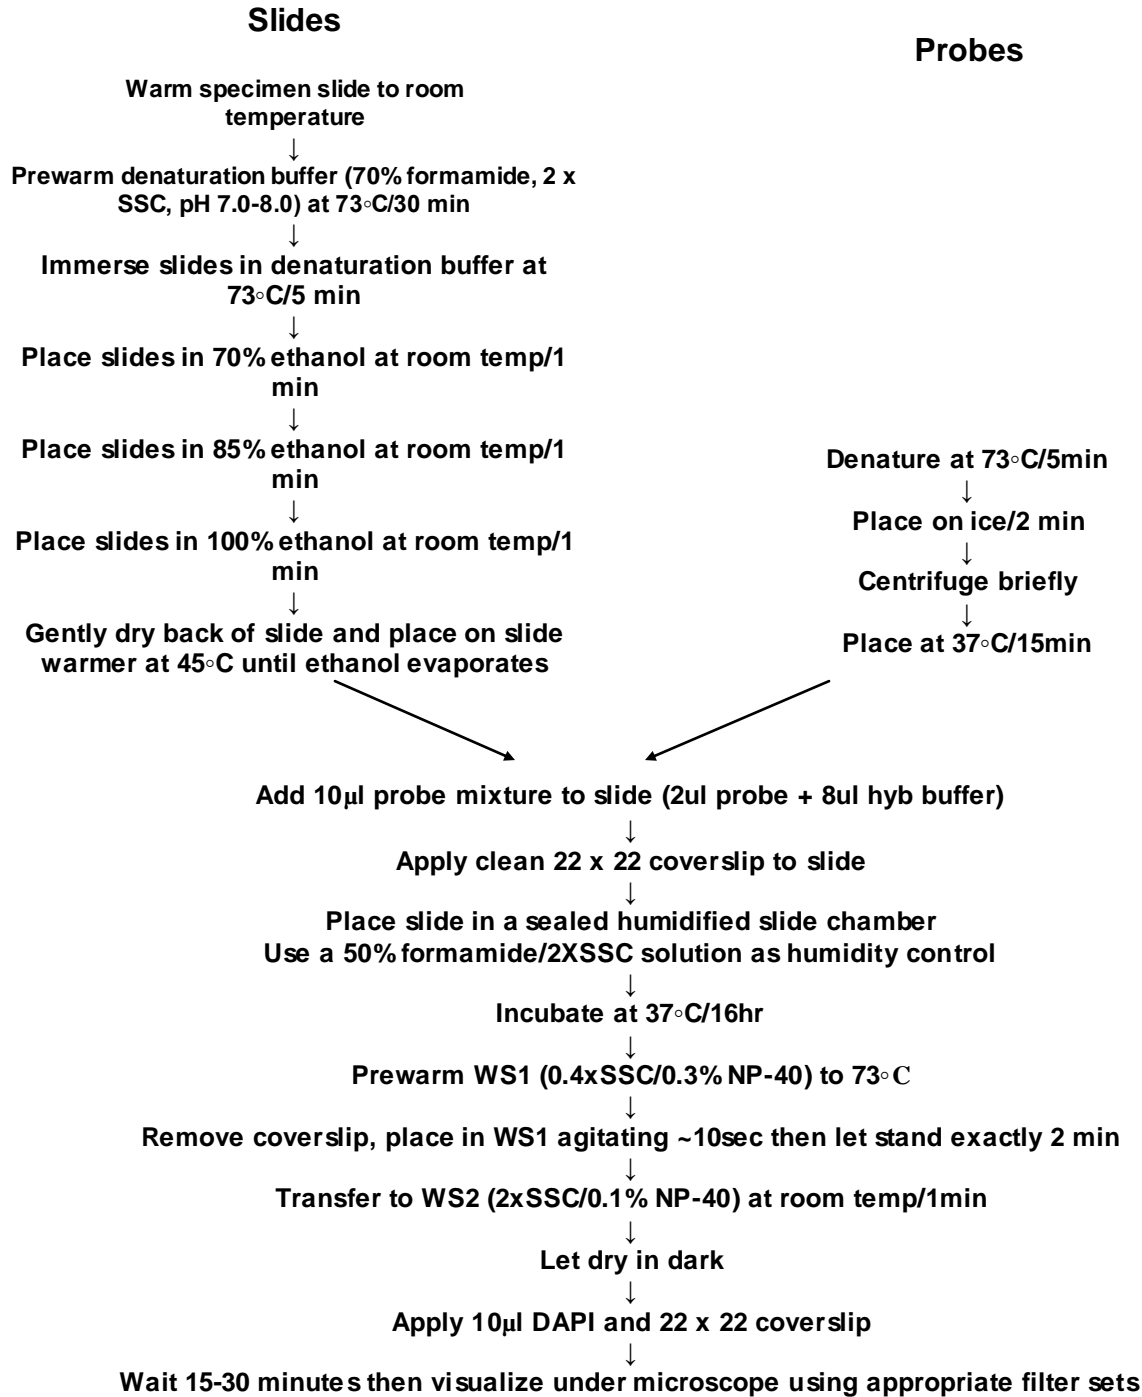 Slides
Warm specimen slide to room
temperature
↓
Prewarm denaturation buffer (70% formamide, 2 x
SSC, pH 7.0-8.0) at 73◦C/30 min
↓
Immerse slides in denaturation buffer at
73◦C/5 min
↓
Place slides in 70% ethanol at room temp/1
min
↓
Place slides in 85% ethanol at room temp/1
min
↓
Place slides in 100% ethanol at room temp/1
min
↓
Gently dry back of slide and place on slide
warmer at 45◦C until ethanol evaporates
Probes
Denature at 73◦C/5min
↓
Place on ice/2 min
↓
Centrifuge briefly
↓
Place at 37◦C/15min
Add 10μl probe mixture to slide (2ul probe + 8ul hyb buffer)
↓
Apply clean 22 x 22 coverslip to slide
↓
Place slide in a sealed humidified slide chamber
Use a 50% formamide/2XSSC solution as humidity control
↓
Incubate at 37◦C/16hr
↓
Prewarm WS1 (0.4xSSC/0.3% NP-40) to 73◦C
↓
Remove coverslip, place in WS1 agitating ~10sec then let stand exactly 2 min
↓
Transfer to WS2 (2xSSC/0.1% NP-40) at room temp/1min
↓
Let dry in dark
↓
Apply 10μl DAPI and 22 x 22 coverslip
↓
Wait 15-30 minutes then visualize under microscope using appropriate filter sets